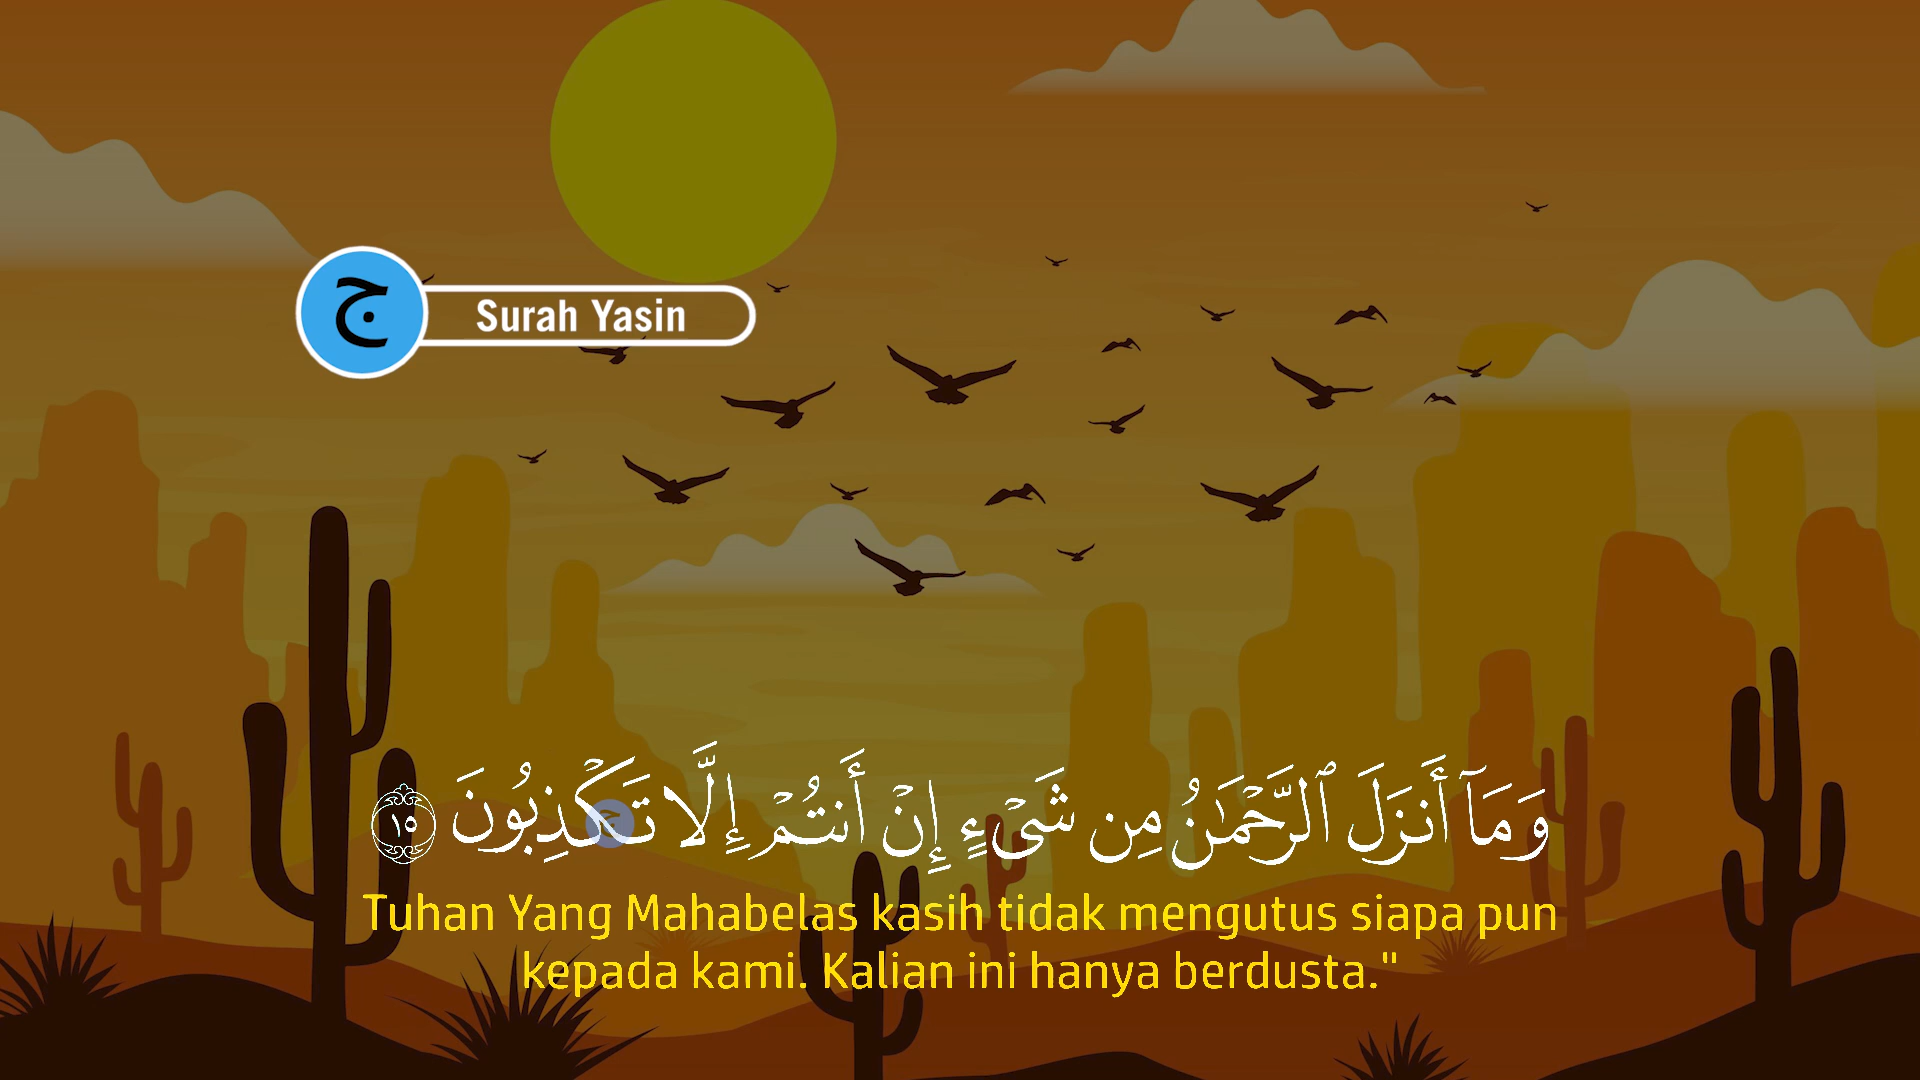 ج
Surah Yasin
وَمَآ أَنزَلَ ٱلرَّحْمَـٰنُ مِن شَىْءٍ إِنْ أَنتُمْ إِلَّا تَكْذِبُونَ ١٥
Tuhan Yang Mahabelas kasih tidak mengutus siapa pun
kepada kami. Kalian ini hanya berdusta."